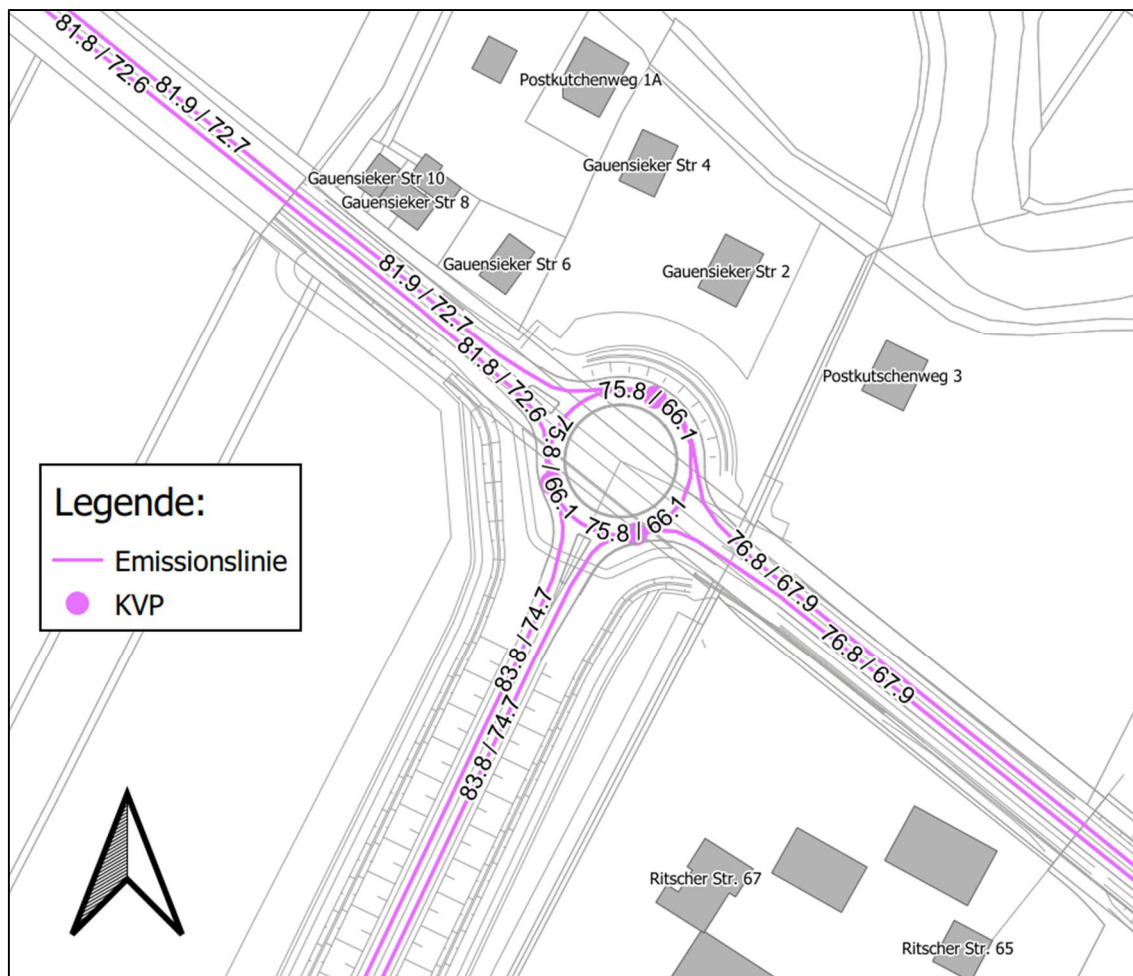 81.8 / 72.6
81.9 / 72.7
Postkutchenweg 1A
Gauensieker Str 4
Gauensieker Str 10
Gauensieker Str 8
Gauensieker Str 6
Gauensieker Str 2
81.9 / 72.7
81.8 / 72.6
Postkutschenweg 3
75.8 / 66.1
75.8 / 66.1
75.8 / 66.1
Legende:
Emissionslinie
KVP
76.8 / 67.9
76.8 / 67.9
83.8 / 74.7
83.8 / 74.7
Ritscher Str. 67
Ritscher Str. 65